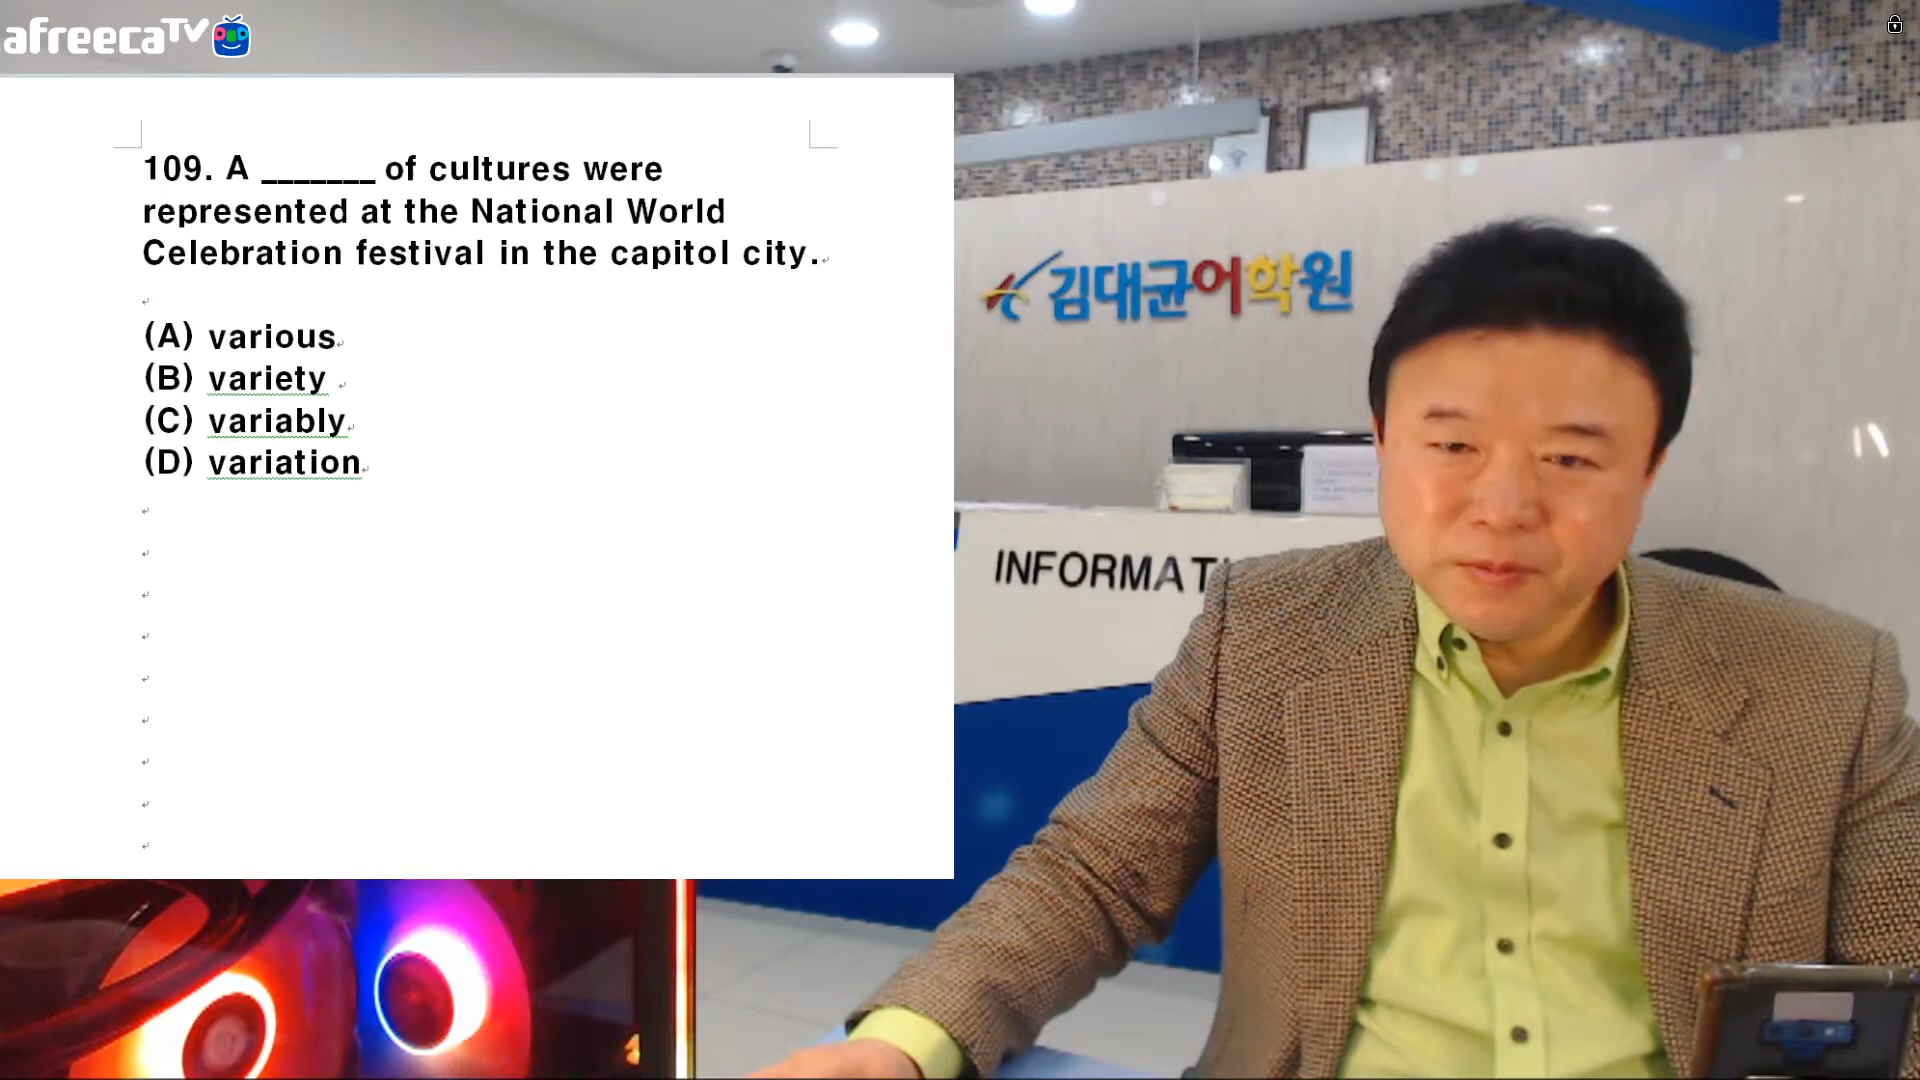 afreecaTV
109. A _______ of cultures were
represented at the National World
Celebration festival in the capitol city.
(A) various
(B) variety
(C) variably
(D) variation
김대균어학원
INFORMAT